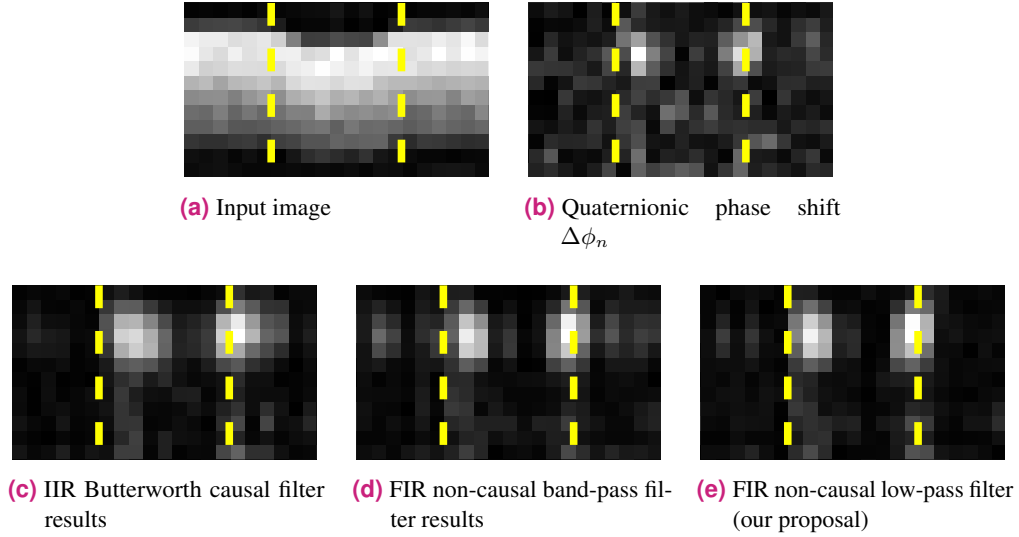 (a) Input image
(b) Quaternionic phase shift
Δϕₙ
(c) IIR Butterworth causal filter
results
(d) FIR non-causal band-pass fil-
ter results
(e) FIR non-causal low-pass filter
(our proposal)